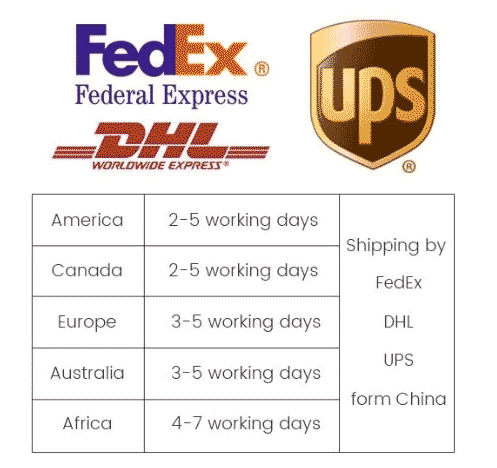 FedEx ®
Federal Express
DHL
WORLDWIDE EXPRESS®
ups
®
America 2-5 working days
Canada 2-5 working days
Europe 3-5 working days
Australia 3-5 working days
Africa 4-7 working days
Shipping by
FedEx
DHL
UPS
form China